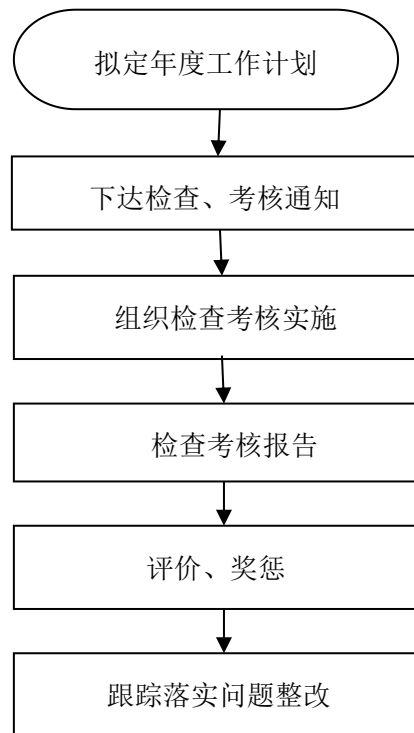 拟定年度工作计划
下达检查、考核通知
组织检查考核实施
检查考核报告
评价、奖惩
跟踪落实问题整改